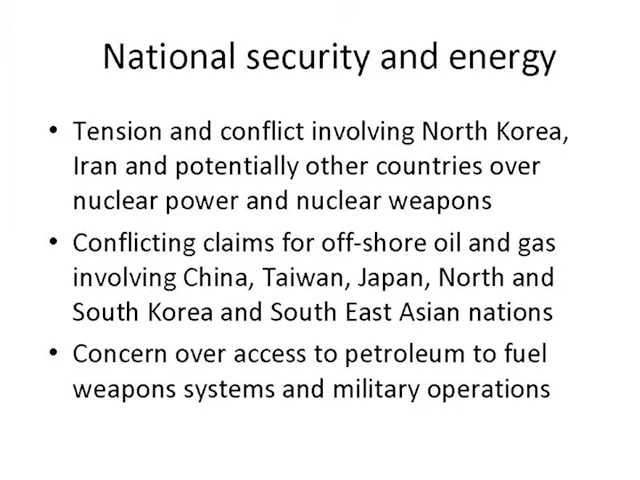 National security and energy
• Tension and conflict involving North Korea,
Iran and potentially other countries over
nuclear power and nuclear weapons
• Conflicting claims for off-shore oil and gas
involving China, Taiwan, Japan, North and
South Korea and South East Asian nations
• Concern over access to petroleum to fuel
weapons systems and military operations